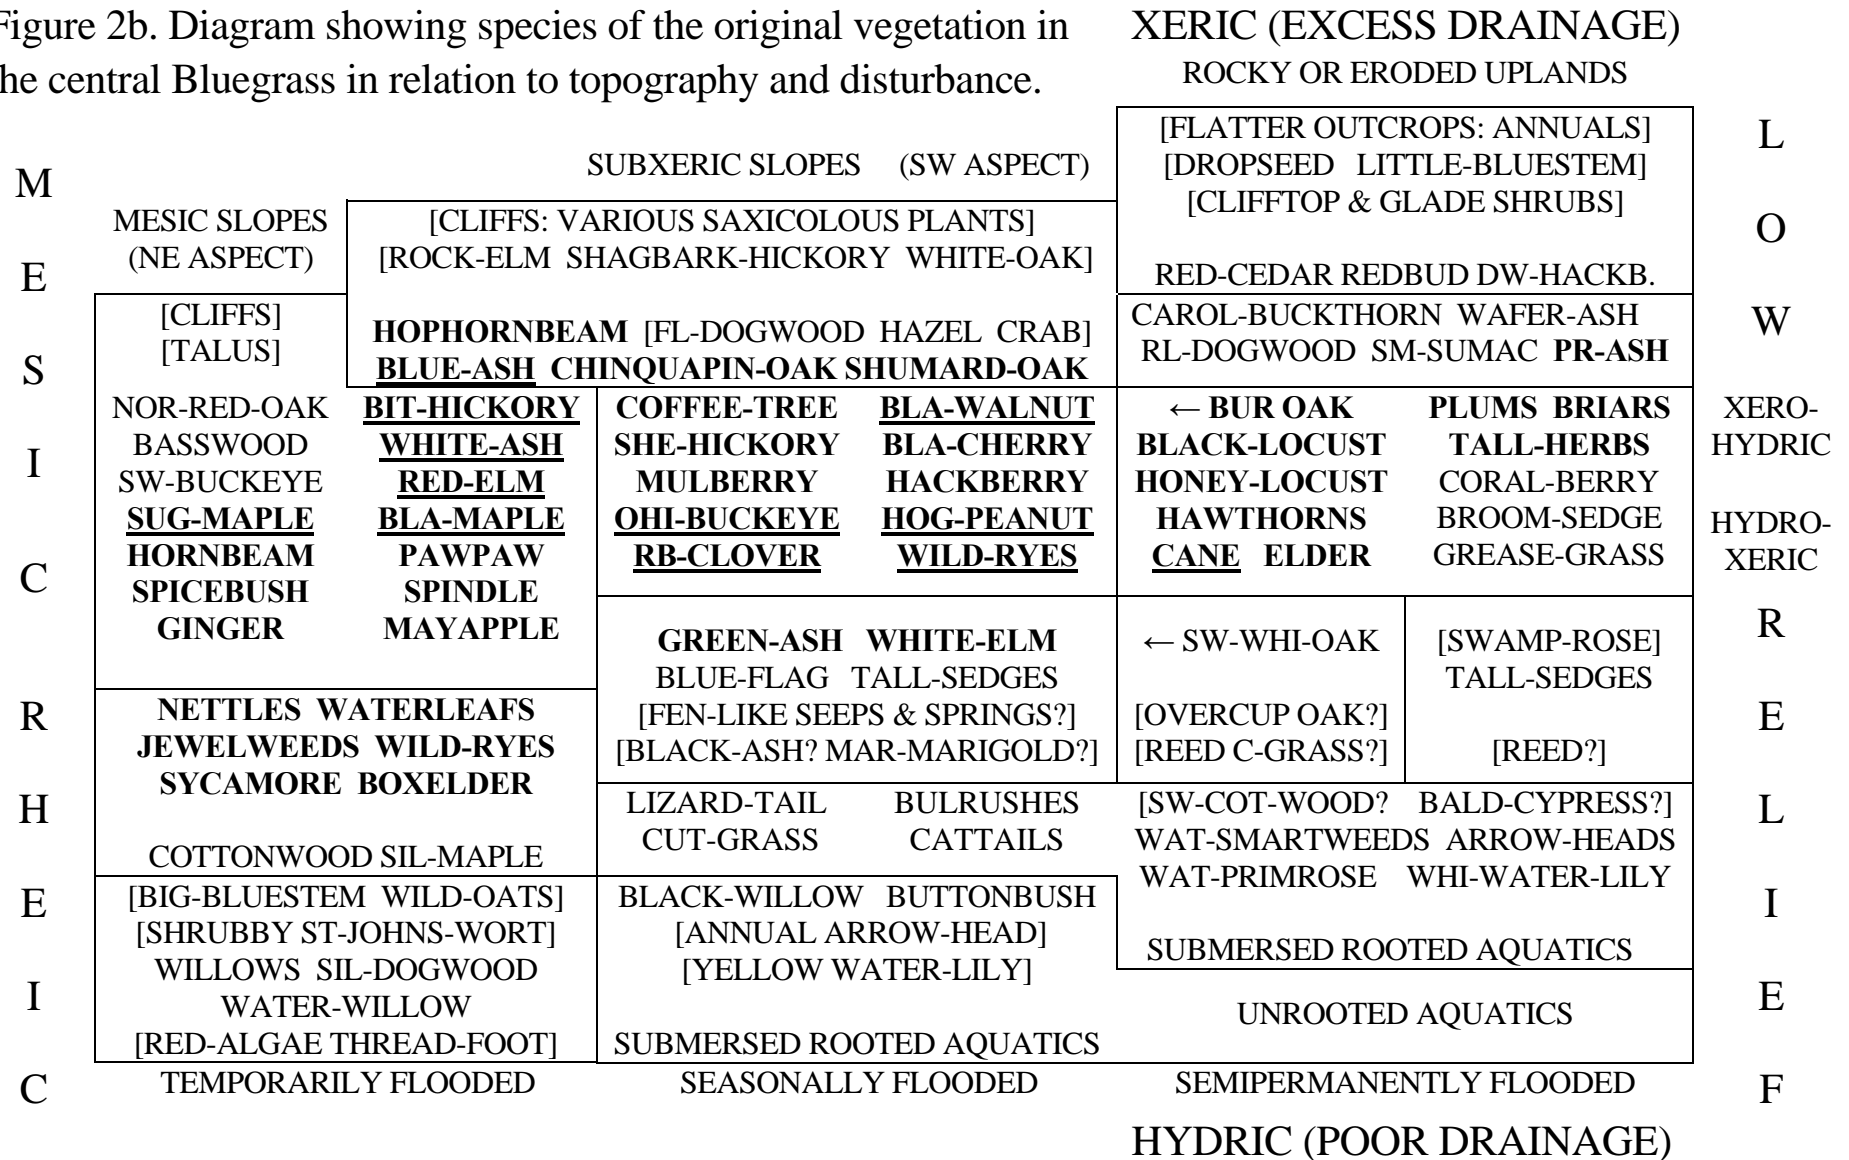 Figure 2b. Diagram showing species of the original vegetation in
the central Bluegrass in relation to topography and disturbance.
XERIC (EXCESS DRAINAGE)
ROCKY OR ERODED UPLANDS
MESIC RHEIC
LOW RELIEF
SUBXERIC SLOPES (SW ASPECT)
MESIC SLOPES
(NE ASPECT)
[FLATTER OUTCROPS: ANNUALS]
[DROPSEED LITTLE-BLUESTEM]
[CLIFFTOP & GLADE SHRUBS]
RED-CEDAR REDBUD DW-HACKB.
[CLIFFS: VARIOUS SAXICOLOUS PLANTS]
[ROCK-ELM SHAGBARK-HICKORY WHITE-OAK]
HOPHORNBEAM [FL-DOGWOOD HAZEL CRAB]
BLUE-ASH CHINQUAPIN-OAK SHUMARD-OAK
CAROL-BUCKTHORN WAFER-ASH
RL-DOGWOOD SM-SUMAC PR-ASH
[CLIFFS]
[TALUS]
NOR-RED-OAK BIT-HICKORY
BASSWOOD WHITE-ASH
SW-BUCKEYE RED-ELM
SUG-MAPLE BLA-MAPLE
HORNBEAM PAWPAW
SPICEBUSH SPINDLE
GINGER MAYAPPLE
COFFEE-TREE BLA-WALNUT
SHE-HICKORY BLA-CHERRY
MULBERRY HACKBERRY
OHI-BUCKEYE HOG-PEANUT
RB-CLOVER WILD-RYES
← BUR OAK PLUMS BRIARS
BLACK-LOCUST TALL-HERBS
HONEY-LOCUST CORAL-BERRY
HAWTHORNS BROOM-SEDGE
CANE ELDER GREASE-GRASS
XERO-
HYDRIC
HYDRO-
XERIC
GREEN-ASH WHITE-ELM
BLUE-FLAG TALL-SEDGES
[FEN-LIKE SEEPS & SPRINGS?]
[BLACK-ASH? MAR-MARIGOLD?]
← SW-WHI-OAK
[OVERCUP OAK?]
[REED C-GRASS?]
[SWAMP-ROSE]
TALL-SEDGES
[REED?]
NETTLES WATERLEAFS
JEWELWEEDS WILD-RYES
SYCAMORE BOXELDER
COTTONWOOD SIL-MAPLE
LIZARD-TAIL BULRUSHES
CUT-GRASS CATTAILS
[SW-COT-WOOD? BALD-CYPRESS?]
WAT-SMARTWEEDS ARROW-HEADS
WAT-PRIMROSE WHI-WATER-LILY
SUBMERSED ROOTED AQUATICS
[BIG-BLUESTEM WILD-OATS]
[SHRUBBY ST-JOHNS-WORT]
WILLOWS SIL-DOGWOOD
WATER-WILLOW
[RED-ALGAE THREAD-FOOT]
BLACK-WILLOW BUTTONBUSH
[ANNUAL ARROW-HEAD]
[YELLOW WATER-LILY]
SUBMERSED ROOTED AQUATICS
UNROOTED AQUATICS
TEMPORARILY FLOODED
SEASONALLY FLOODED
SEMIPERMANENTLY FLOODED
HYDRIC (POOR DRAINAGE)